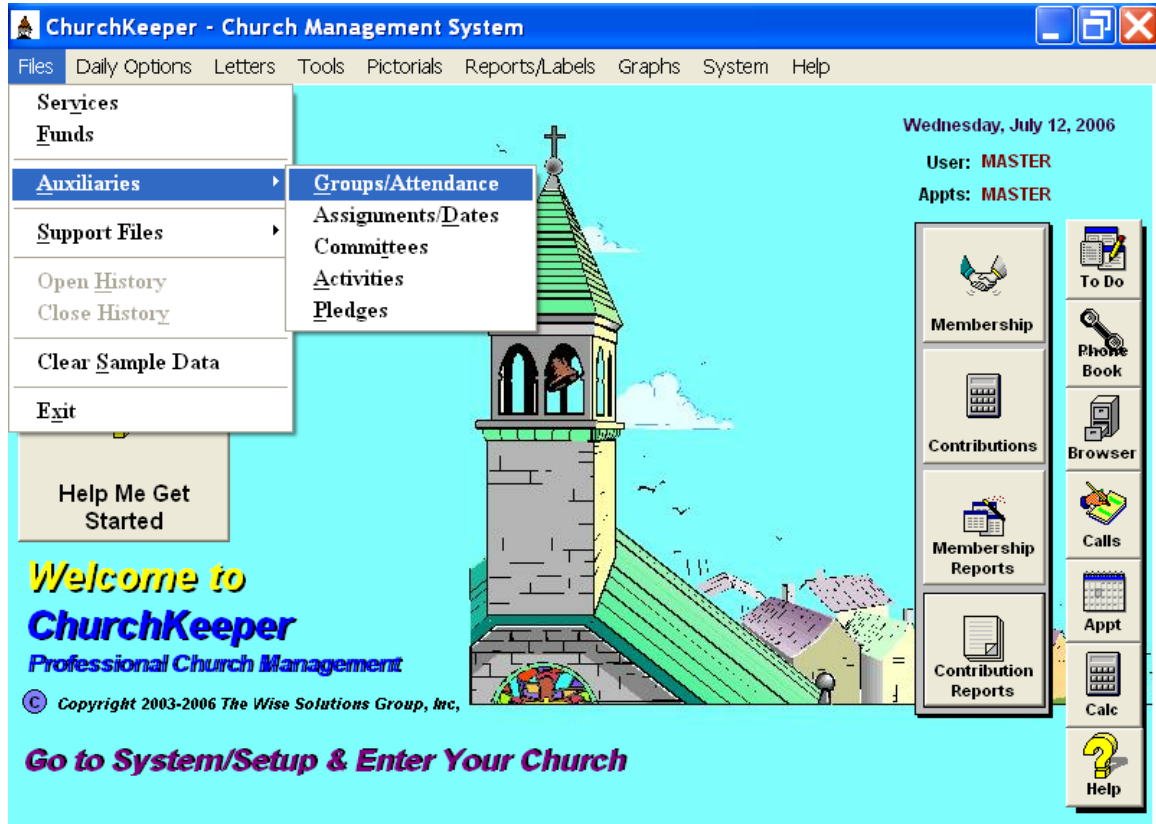 ChurchKeeper - Church Management System
Files Daily Options Letters Tools Pictorials Reports/Labels Graphs System Help
Services
Funds
Auxiliaries
Support Files
Open History
Close History
Clear Sample Data
Exit
Groups/Attendance
Assignments/Dates
Committees
Activities
Pledges
Wednesday, July 12, 2006
User: MASTER
Appts: MASTER
Membership
Contributions
Membership
Reports
Contribution
Reports
To Do
Phone
Book
Browser
Calls
Appt
Calc
Help
Help Me Get
Started
Welcome to
ChurchKeeper
Professional Church Management
C Copyright 2003-2006 The Wise Solutions Group, Inc,
Go to System/Setup & Enter Your Church